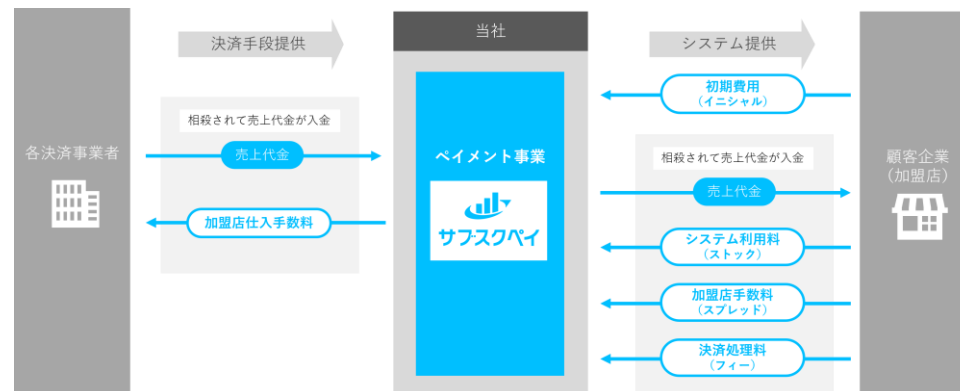 決済手段提供
当社
システム提供
初期費用
(イニシャル)
相殺されて売上代金が入金
各決済事業者
売上代金
ペイメント事業
相殺されて売上代金が入金
顧客企業
(加盟店)
売上代金
加盟店仕入手数料
サブスクペイ
システム利用料
(ストック)
加盟店手数料
(スプレッド)
決済処理料
(フィー)